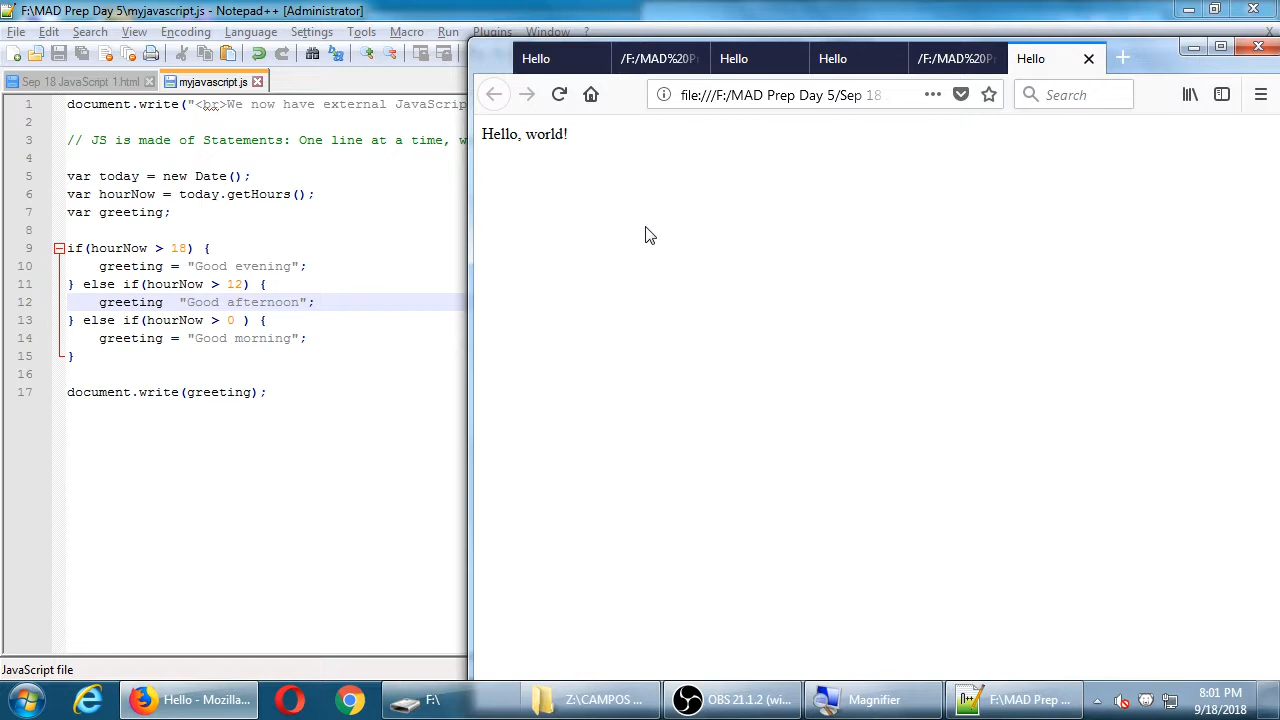 F:\MAD Prep Day 5\myjavascript.js - Notepad++ [Administrator]
File Edit Search View Encoding Language Settings Tools Macro Run Plugins Window ?
X
Sep 18 JavaScript 1.html myjavascript.js
Hello /F:/MAD%20P Hello Hello /F:/MAD%20P Hello
file:///F:/MAD Prep Day 5/Sep 18 Search
Hello, world!
1 document.write("<br>We now have external JavaScrip
2
3 // JS is made of Statements: One line at a time, w
4
5 var today = new Date();
6 var hourNow = today.getHours();
7 var greeting;
8
9 if(hourNow > 18) {
10 greeting = "Good evening";
11 } else if(hourNow > 12) {
12 greeting  "Good afternoon";
13 } else if(hourNow > 0 ) {
14 greeting = "Good morning";
15 }
16
17 document.write(greeting);
JavaScript file
Hello - Mozilla... F:\ Z:\CAMPOS ... OBS 21.1.2 (wi... Magnifier F:\MAD Prep ... 8:01 PM
9/18/2018